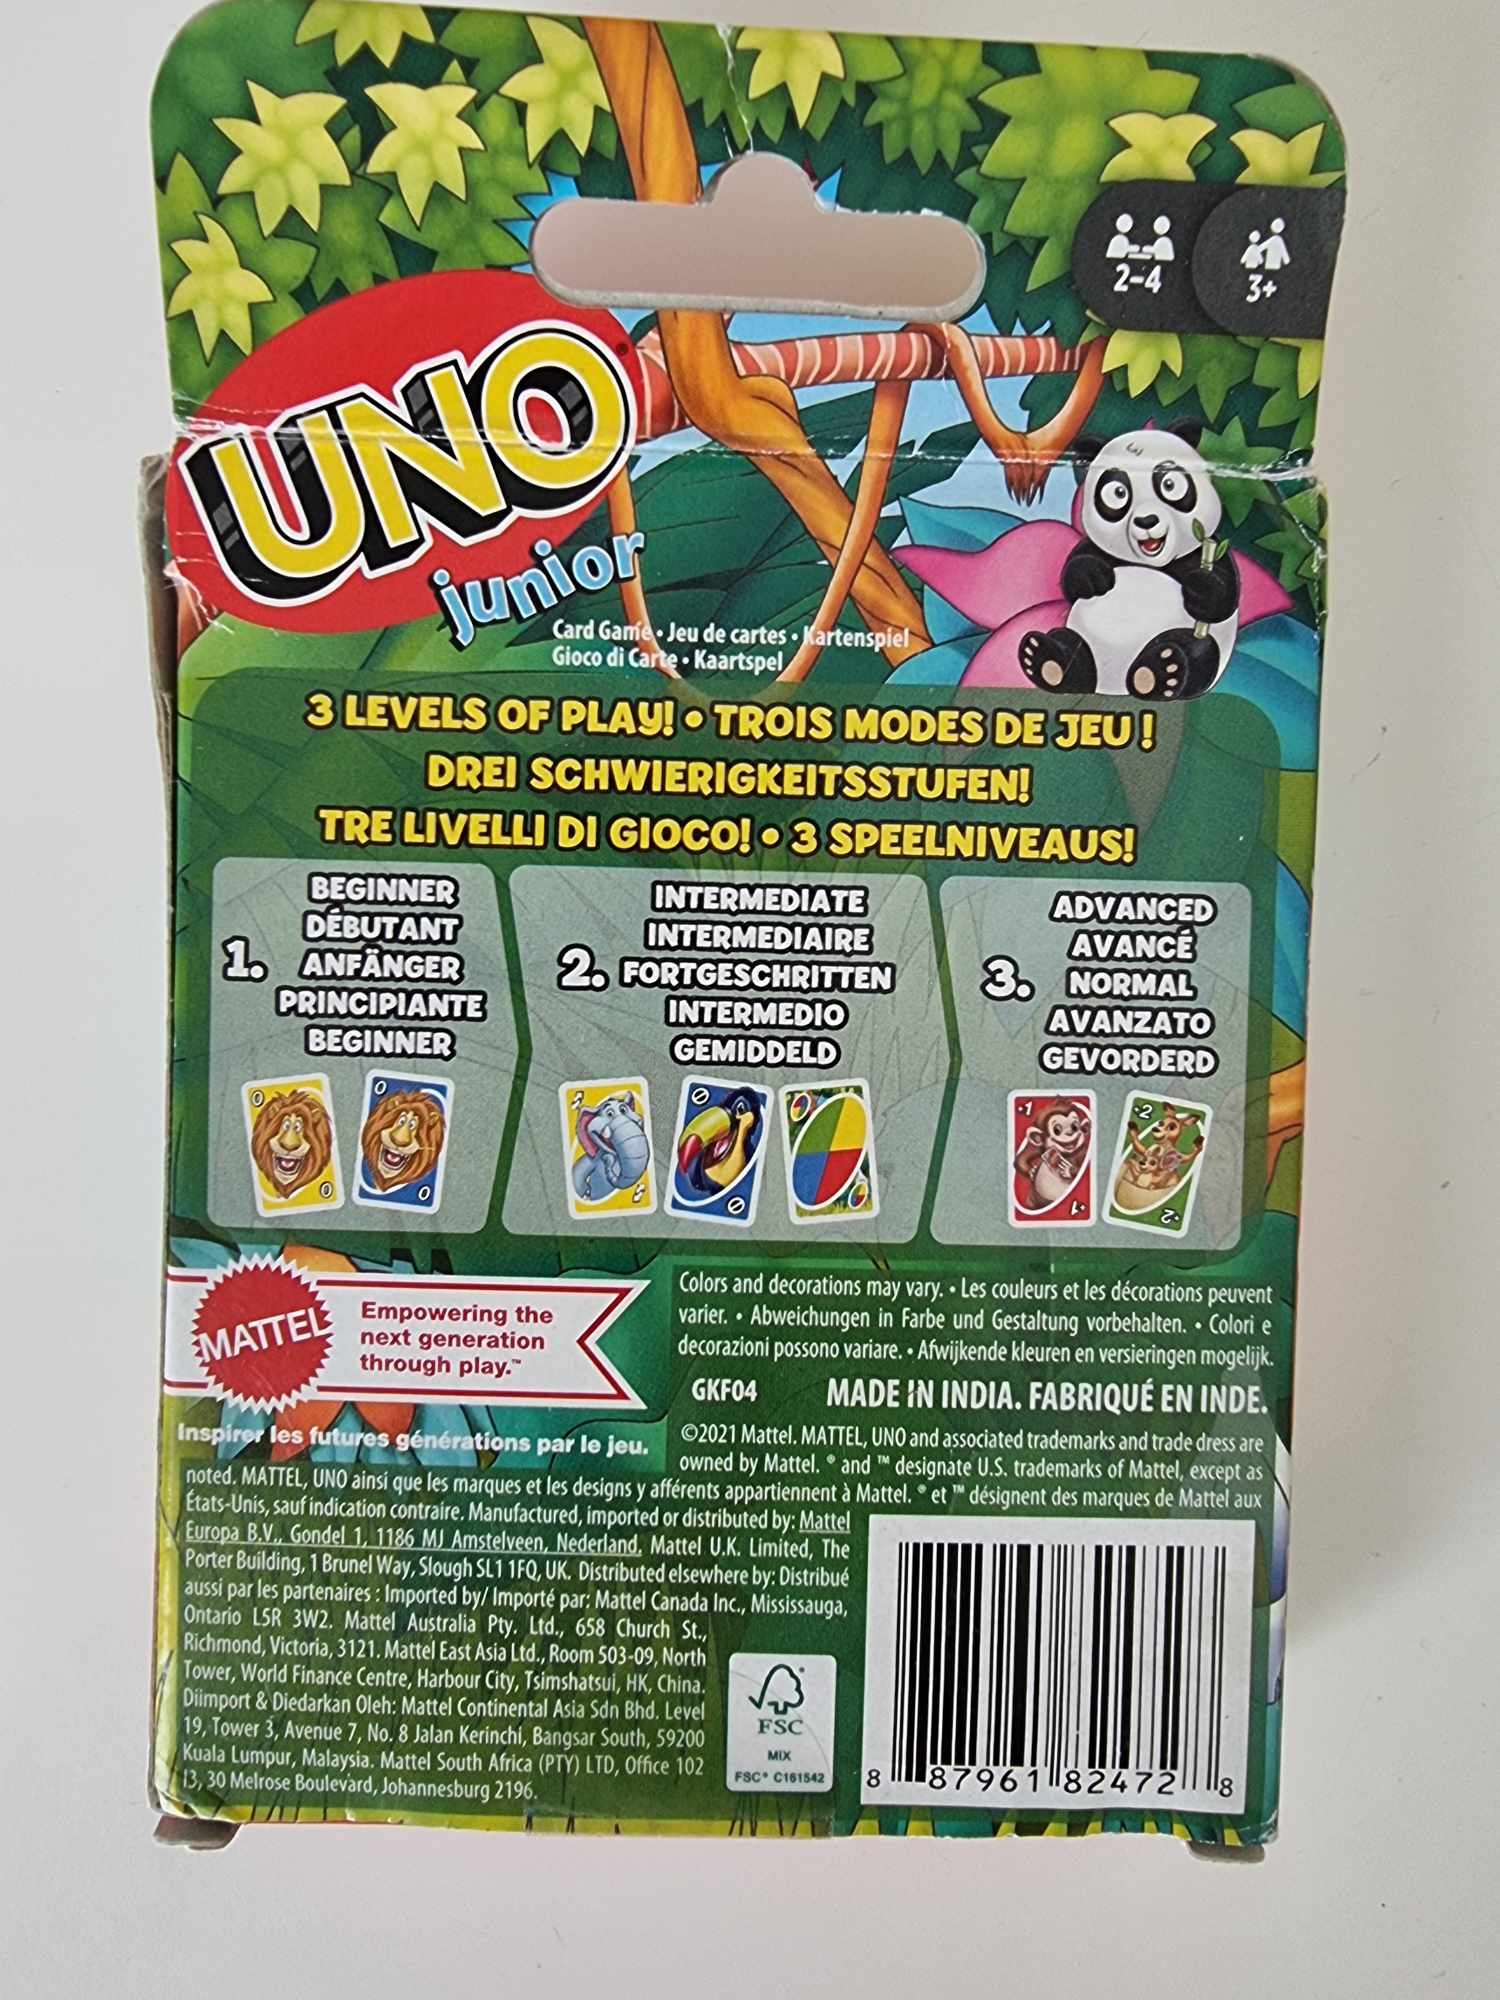 2-4
3+
UNO
junior
Card Game • Jeu de cartes • Kartenspiel
Gioco di Carte • Kaartspel
3 LEVELS OF PLAY! • TROIS MODES DE JEU !
DREI SCHWIERIGKEITSSTUFEN!
TRE LIVELLI DI GIOCO! • 3 SPEELNIVEAUS!
1.
BEGINNER
DÉBUTANT
ANFÄNGER
PRINCIPIANTE
BEGINNER
2.
INTERMEDIATE
INTERMEDIAIRE
FORTGESCHRITTEN
INTERMEDIO
GEMIDDELD
3.
ADVANCED
AVANCÉ
NORMAL
AVANZATO
GEVORDERD
0
0
0
0
+1
+1
+2
+2
MATTEL
Empowering the
next generation
through play.™
Inspirer les futures générations par le jeu.
Colors and decorations may vary. • Les couleurs et les décorations peuvent
varier. • Abweichungen in Farbe und Gestaltung vorbehalten. • Colori e
decorazioni possono variare. • Afwijkende kleuren en versieringen mogelijk.
GKF04 MADE IN INDIA. FABRIQUÉ EN INDE.
©2021 Mattel. MATTEL, UNO and associated trademarks and trade dress are
owned by Mattel. ® and ™ designate U.S. trademarks of Mattel, except as
noted. MATTEL, UNO ainsi que les marques et les designs y afférents appartiennent à Mattel. ® et ™ désignent des marques de Mattel aux
États-Unis, sauf indication contraire. Manufactured, imported or distributed by: Mattel
Europa B.V., Gondel 1, 1186 MJ Amstelveen, Nederland. Mattel U.K. Limited, The
Porter Building, 1 Brunel Way, Slough SL1 1FQ, UK. Distributed elsewhere by: Distribué
aussi par les partenaires : Imported by/ Importé par: Mattel Canada Inc., Mississauga,
Ontario L5R 3W2. Mattel Australia Pty. Ltd., 658 Church St.,
Richmond, Victoria, 3121. Mattel East Asia Ltd., Room 503-09, North
Tower, World Finance Centre, Harbour City, Tsimshatsui, HK, China.
Diimport & Diedarkan Oleh: Mattel Continental Asia Sdn Bhd. Level
19, Tower 3, Avenue 7, No. 8 Jalan Kerinchi, Bangsar South, 59200
Kuala Lumpur, Malaysia. Mattel South Africa (PTY) LTD, Office 102
I3, 30 Melrose Boulevard, Johannesburg 2196.
FSC
MIX
FSC® C161542
8 87961 82472 8